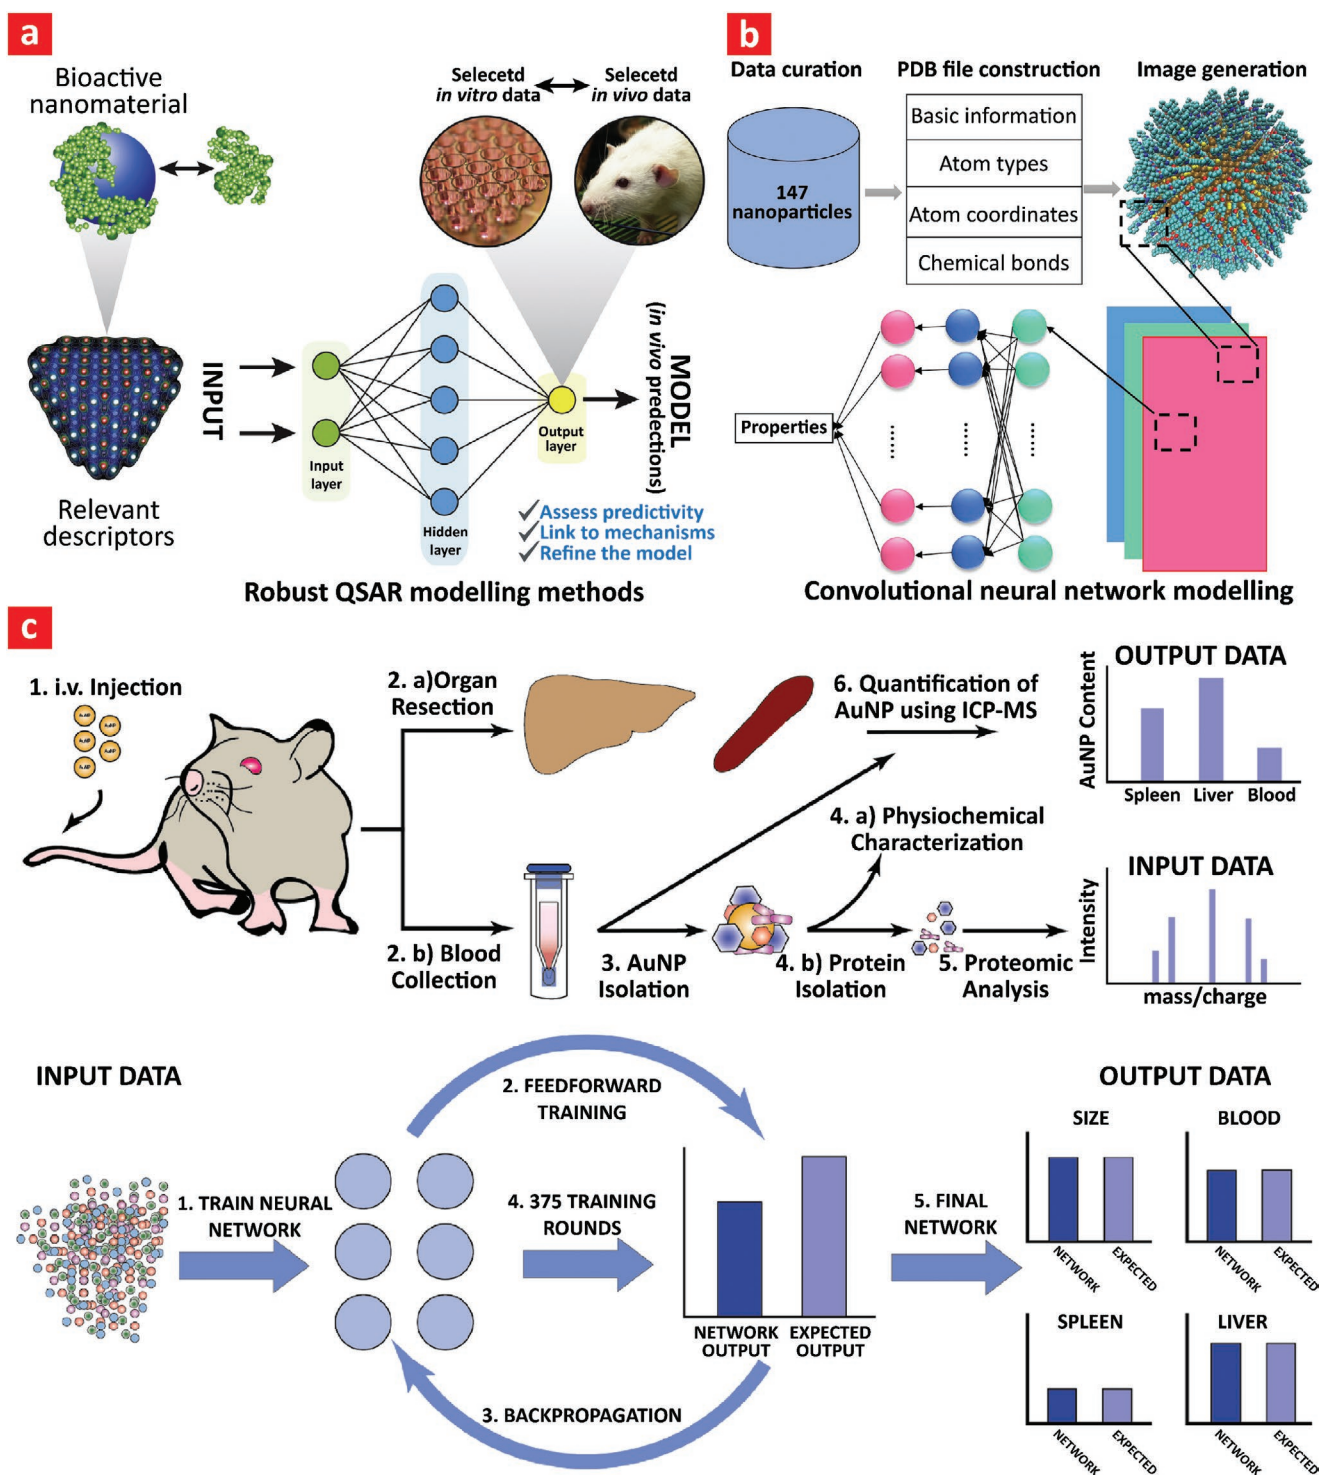 a
Bioactive
nanomaterial
Selecetd
in vitro data
Selecetd
in vivo data
INPUT
Relevant
descriptors
Input
layer
Hidden
layer
Output
layer
MODEL
(in vivo predections)
Assess predictivity
Link to mechanisms
Refine the model
Robust QSAR modelling methods
b
Data curation
PDB file construction
Image generation
147
nanoparticles
Basic information
Atom types
Atom coordinates
Chemical bonds
Properties
Convolutional neural network modelling
c
1. i.v. Injection
AuNP
AuNP
AuNP
AuNP
AuNP
2. a)Organ
Resection
2. b) Blood
Collection
3. AuNP
Isolation
4. a) Physiochemical
Characterization
4. b) Protein
Isolation
5. Proteomic
Analysis
6. Quantification of
AuNP using ICP-MS
OUTPUT DATA
AuNP Content
Spleen Liver Blood
INPUT DATA
Intensity
mass/charge
INPUT DATA
1. TRAIN NEURAL
NETWORK
2. FEEDFORWARD
TRAINING
4. 375 TRAINING
ROUNDS
3. BACKPROPAGATION
NETWORK
OUTPUT
EXPECTED
OUTPUT
5. FINAL
NETWORK
OUTPUT DATA
SIZE
NETWORK
EXPECTED
BLOOD
NETWORK
EXPECTED
SPLEEN
NETWORK
EXPECTED
LIVER
NETWORK
EXPECTED